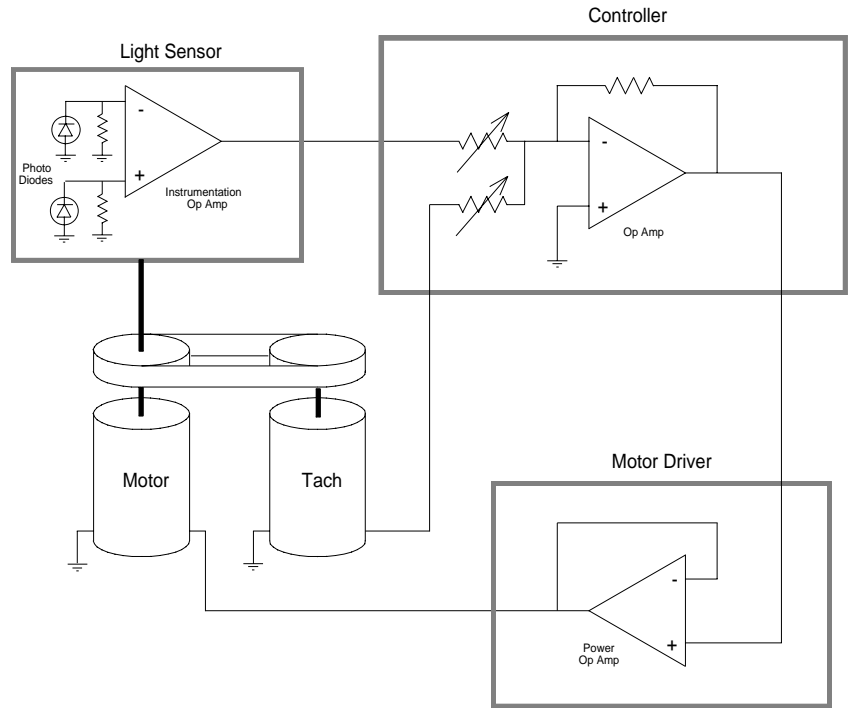 Controller
Light Sensor
-
+
Photo
Diodes
Instrumentation
Op Amp
-
+
Op Amp
Motor
Tach
Motor Driver
-
+
Power
Op Amp